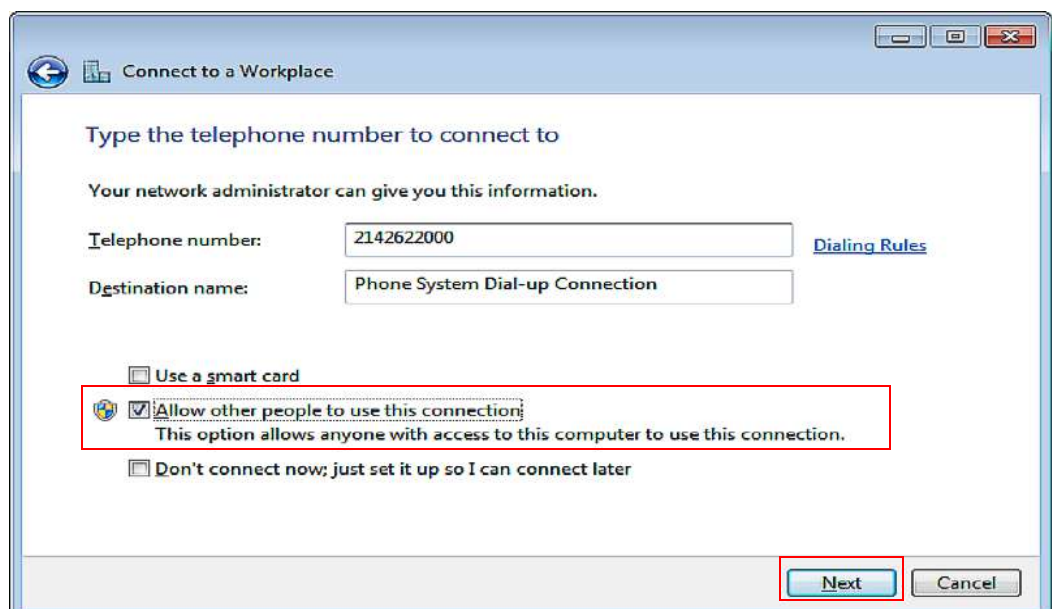 Connect to a Workplace
Type the telephone number to connect to
Your network administrator can give you this information.
Telephone number: 2142622000 Dialing Rules
Destination name: Phone System Dial-up Connection
Use a smart card
Allow other people to use this connection
This option allows anyone with access to this computer to use this connection.
Don't connect now; just set it up so I can connect later
Next Cancel